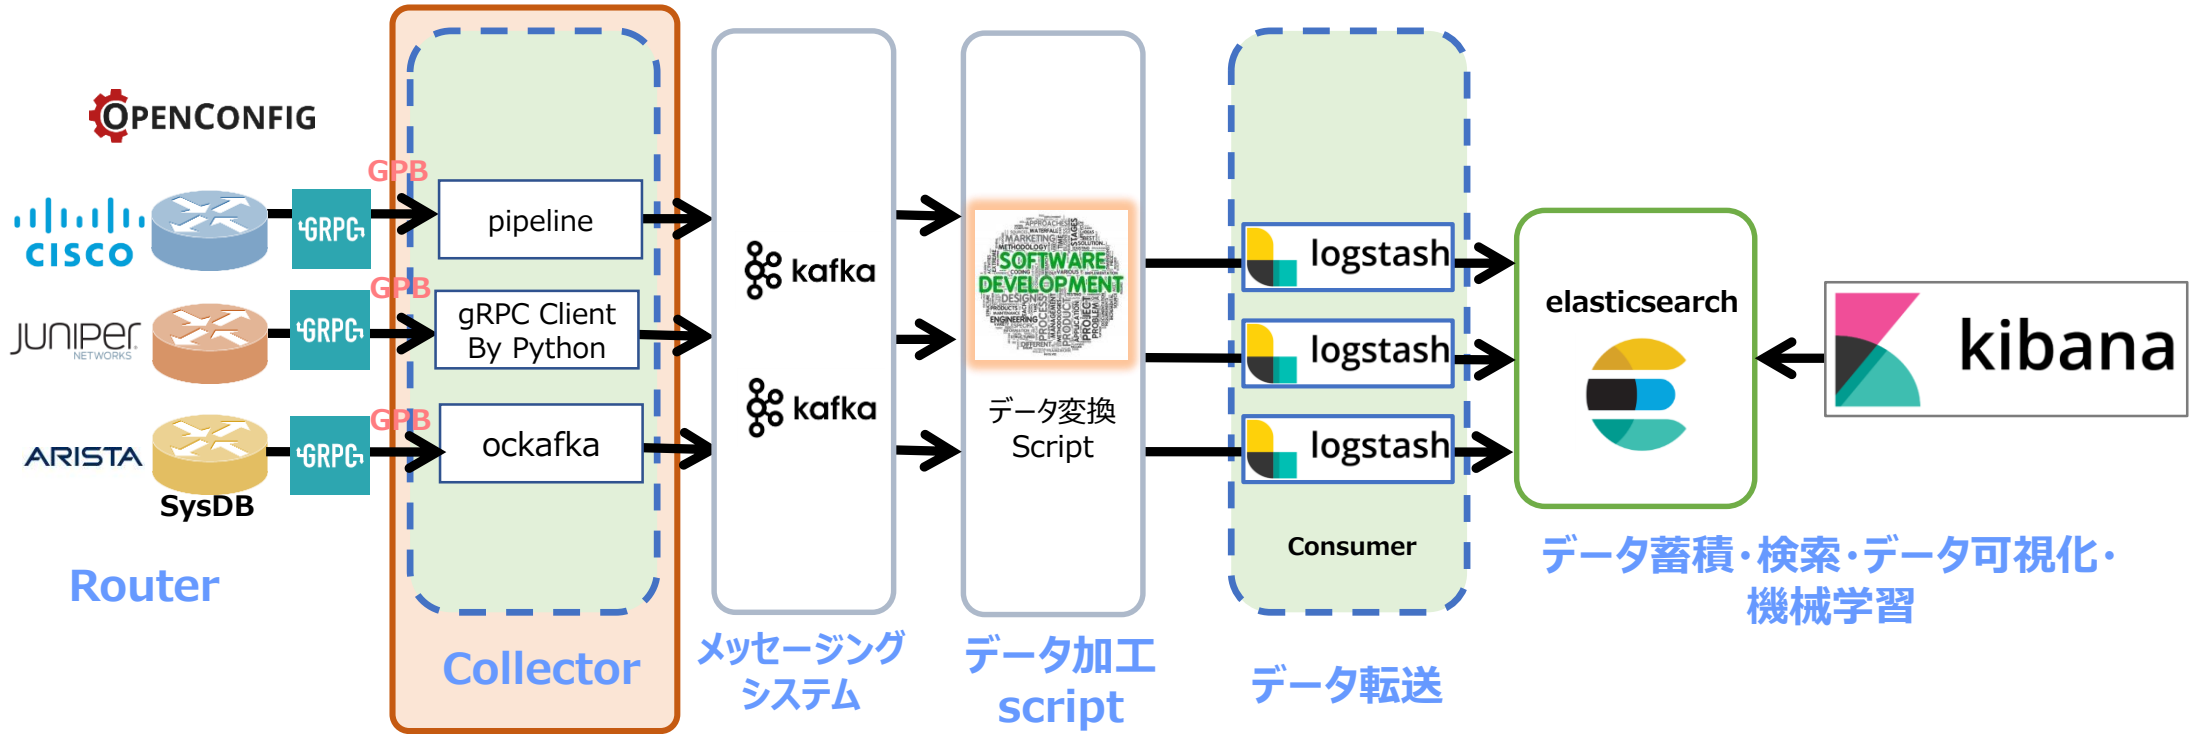 OPENCONFIG
CISCO
GRPC
GPB
pipeline
JUNIPER
NETWORKS
GRPC
GPB
gRPC Client
By Python
ARISTA
SysDB
GRPC
GPB
ockafka
Router
Collector
kafka
kafka
メッセージング
システム
SOFTWARE
DEVELOPMENT
データ変換
Script
データ加工
script
logstash
logstash
logstash
Consumer
データ転送
elasticsearch
kibana
データ蓄積・検索・データ可視化・
機械学習